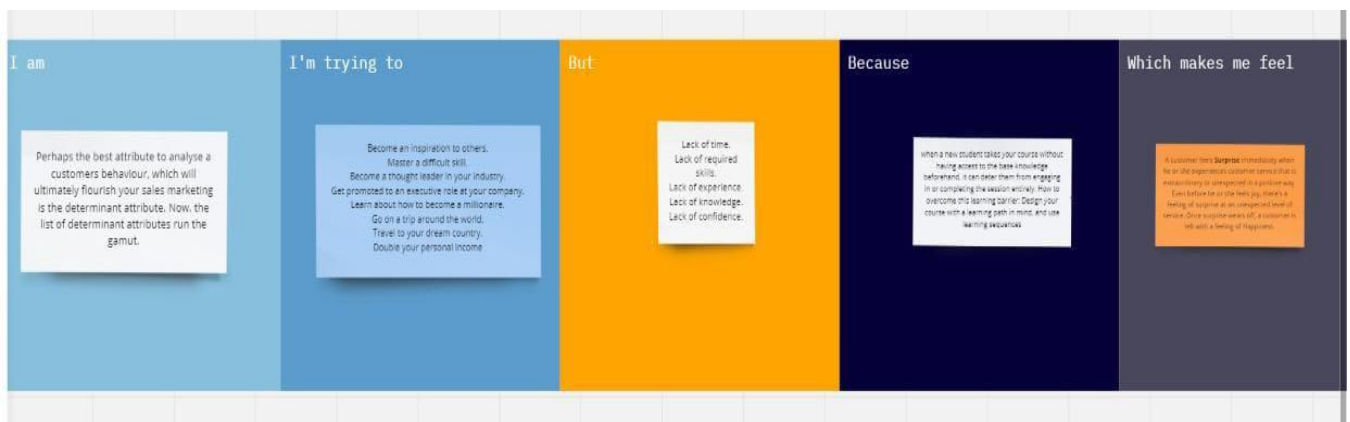 I am
Perhaps the best attribute to analyse a
customers behaviour, which will
ultimately flourish your sales marketing
is the determinant attribute. Now, the
list of determinant attributes run the
gamut.
I'm trying to
Become an inspiration to others.
Master a difficult skill.
Become a thought leader in your industry.
Get promoted to an executive role at your company.
Learn about how to become a millionaire.
Go on a trip around the world.
Travel to your dream country.
Double your personal income
But
Lack of time.
Lack of required
skills.
Lack of experience.
Lack of knowledge.
Lack of confidence.
Because
when a new student takes your course without
having access to the base knowledge
beforehand, it can deter them from engaging
in or completing the session entirely. How to
overcome this learning barrier: Design your
course with a learning path in mind, and use
learning sequences
Which makes me feel
A customer feels Surprise immediately when
he or she experiences customer service that is
extraordinary or unexpected in a positive way.
Even before he or she feels joy, there's a
feeling of surprise at an unexpected level of
service. Once surprise wears off, a customer is
left with a feeling of Happiness.